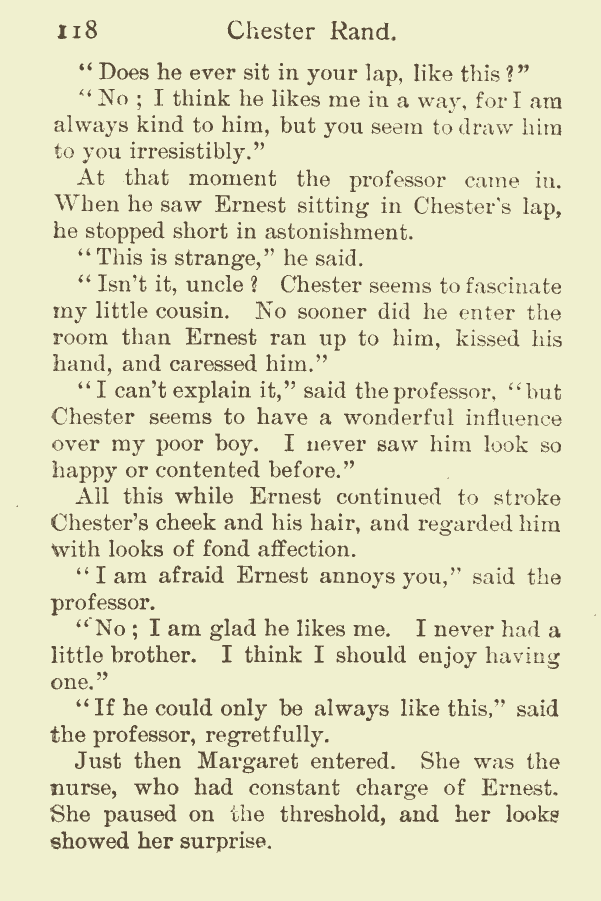 118 Chester Rand.
“Does he ever sit in your lap, like this?”
“No; I think he likes me in a way, for I am
always kind to him, but you seem to draw him
to you irresistibly.”
At that moment the professor came in.
When he saw Ernest sitting in Chester's lap,
he stopped short in astonishment.
“This is strange,” he said.
“Isn't it, uncle? Chester seems to fascinate
my little cousin. No sooner did he enter the
room than Ernest ran up to him, kissed his
hand, and caressed him.”
“I can't explain it,” said the professor, “but
Chester seems to have a wonderful influence
over my poor boy. I never saw him look so
happy or contented before.”
All this while Ernest continued to stroke
Chester's cheek and his hair, and regarded him
with looks of fond affection.
“I am afraid Ernest annoys you,” said the
professor.
“No; I am glad he likes me. I never had a
little brother. I think I should enjoy having
one.”
“If he could only be always like this,” said
the professor, regretfully.
Just then Margaret entered. She was the
nurse, who had constant charge of Ernest.
She paused on the threshold, and her looks
showed her surprise.